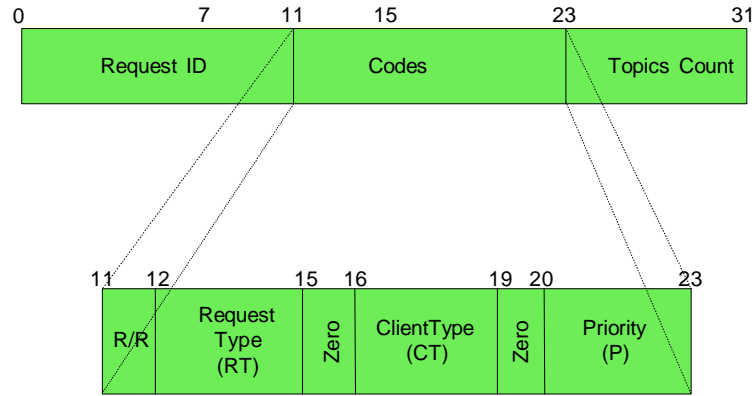 0 7 11 15 23 31
Request ID Codes Topics Count
11 12 15 16 19 20 23
R/R
Request
Type
(RT)
Zero
ClientType
(CT)
Zero
Priority
(P)